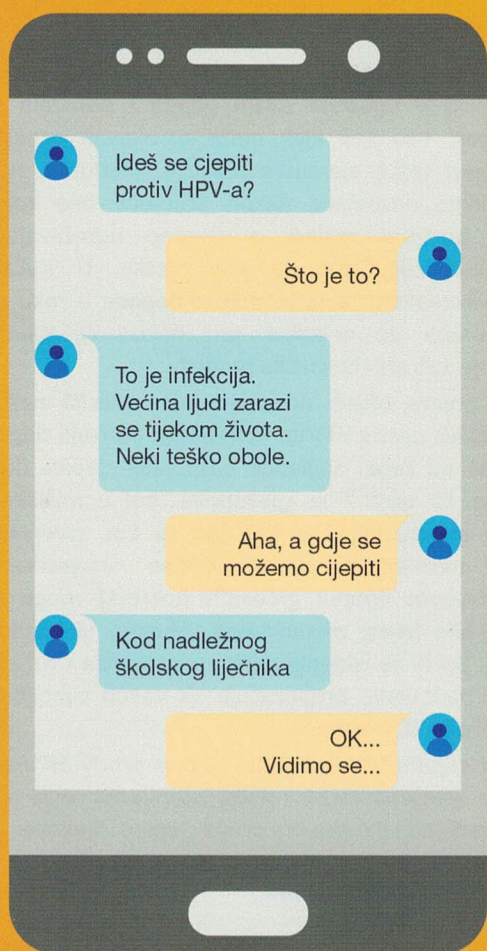 Ideš se cjepiti
protiv HPV-a?
Što je to?
To je infekcija.
Većina ljudi zarazi
se tijekom života.
Neki teško obole.
Aha, a gdje se
možemo cijepiti
Kod nadležnog
školskog liječnika
OK...
Vidimo se...